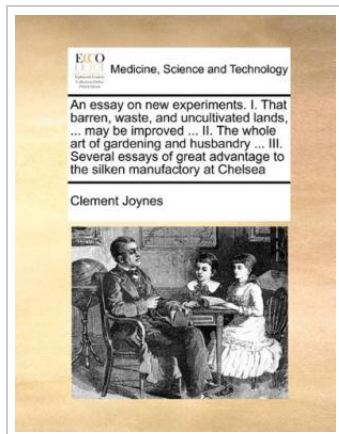 ECCO
Medicine, Science and Technology
An essay on new experiments. I. That
barren, waste, and uncultivated lands,
... may be improved ... II. The whole
art of gardening and husbandry ... III.
Several essays of great advantage to
the silken manufactory at Chelsea
Clement Joynes